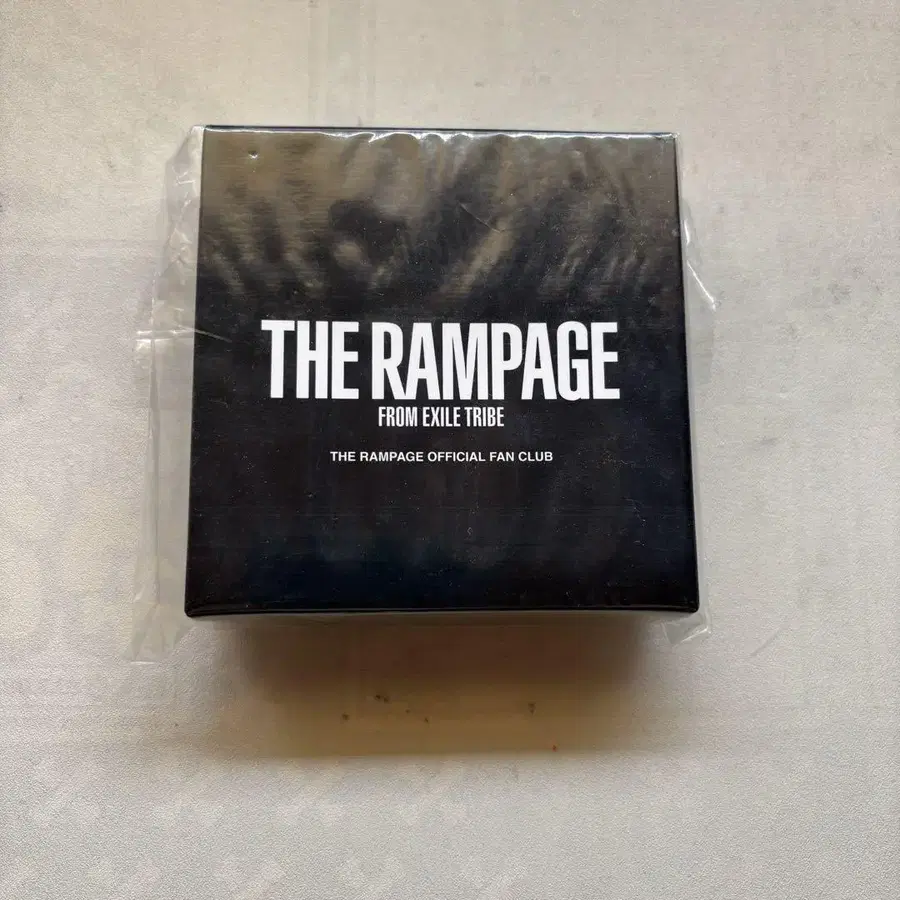 THE RAMPAGE
FROM EXILE TRIBE
THE RAMPAGE OFFICIAL FAN CLUB